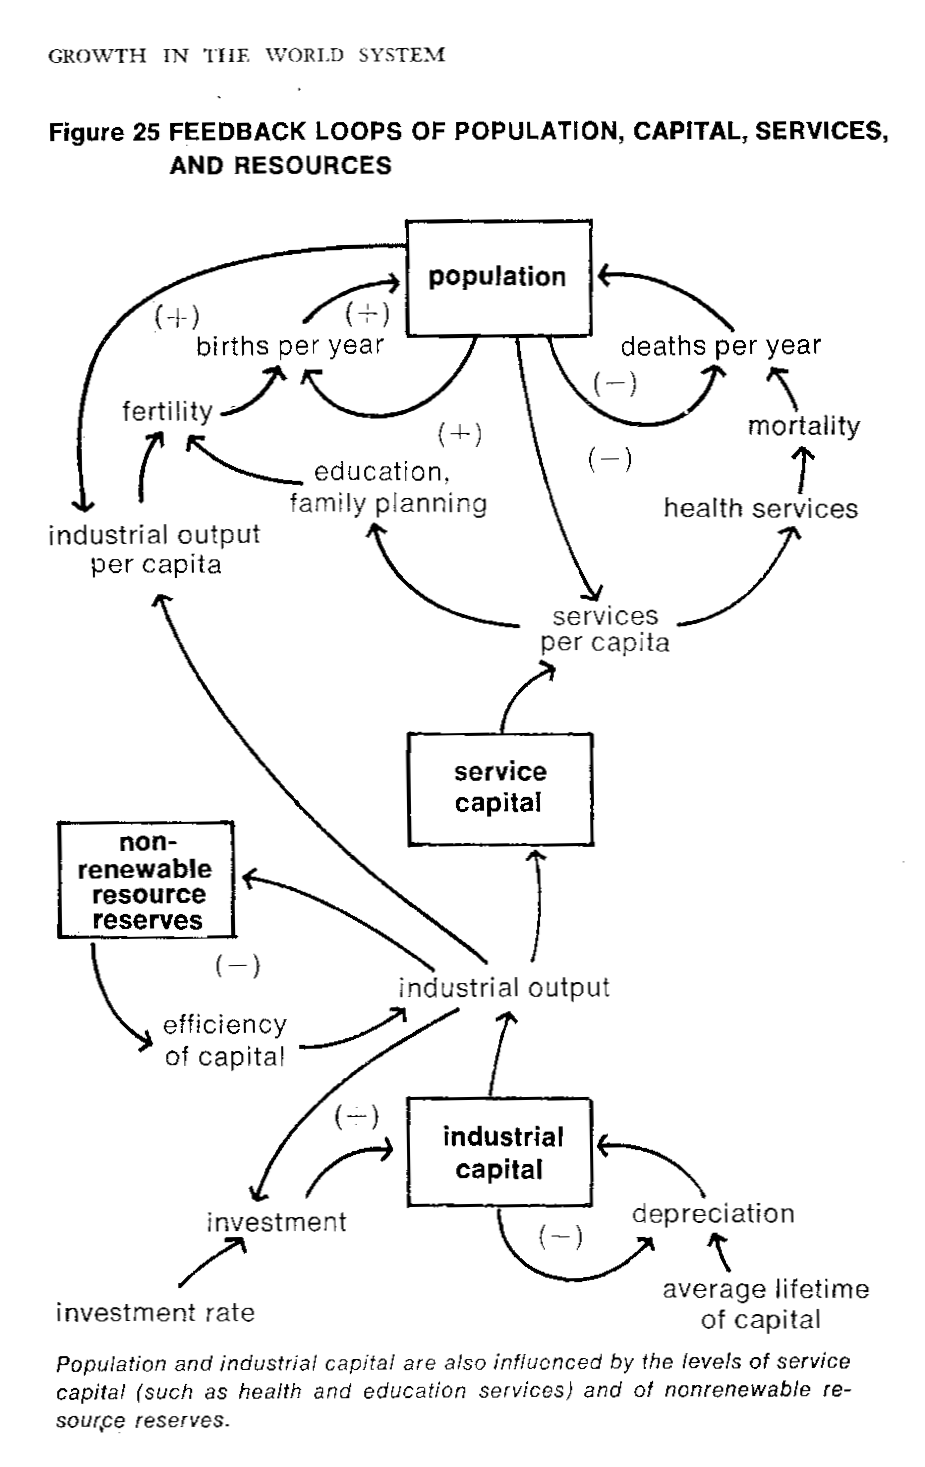 GROWTH IN THE WORLD SYSTEM
Figure 25 FEEDBACK LOOPS OF POPULATION, CAPITAL, SERVICES,
AND RESOURCES
population
(+)
(+)
births per year
deaths per year
(−)
fertility
(+)
mortality
(−)
education,
family planning
health services
industrial output
per capita
services
per capita
service
capital
non-
renewable
resource
reserves
(−)
industrial output
efficiency
of capital
(+)
industrial
capital
investment
depreciation
(−)
average lifetime
of capital
investment rate
Population and industrial capital are also influenced by the levels of service
capital (such as health and education services) and of nonrenewable re-
source reserves.